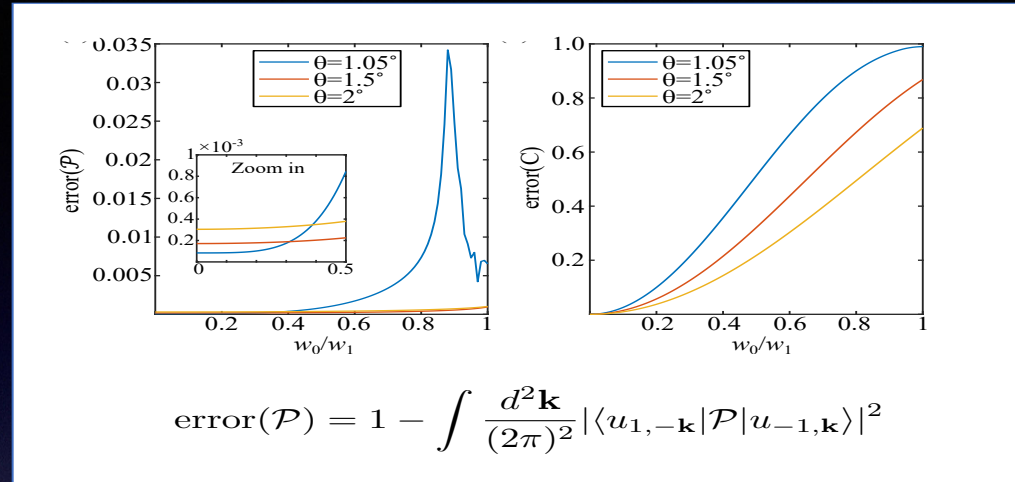 0.035
0.03
0.025
0.02
0.015
0.01
0.005
error(𝒫)
θ=1.05°
θ=1.5°
θ=2°
1 ×10⁻³
0.8
0.6
0.4
0.2
Zoom in
0 0.5
0.2 0.4 0.6 0.8 1
w₀/w₁
1.0
0.8
0.6
0.4
0.2
error(C)
θ=1.05°
θ=1.5°
θ=2°
0.2 0.4 0.6 0.8 1
w₀/w₁
error(𝒫) = 1 − ∫ d²𝐤/(2π)² |⟨u₁,₋𝐤|𝒫|u₋₁,𝐤⟩|²